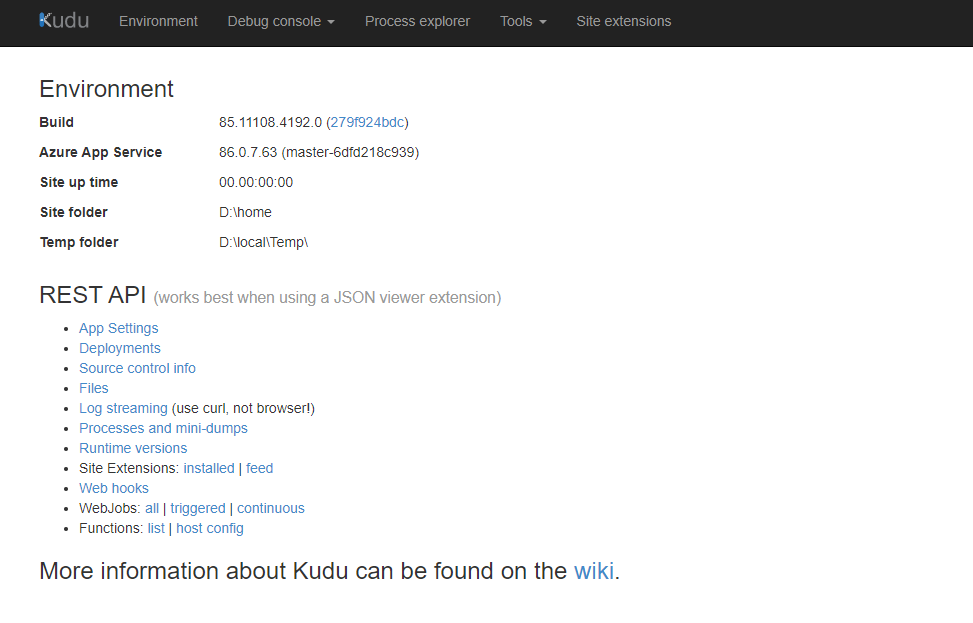 Kudu Environment Debug console Process explorer Tools Site extensions
Environment
Build 85.11108.4192.0 (279f924bdc)
Azure App Service 86.0.7.63 (master-6dfd218c939)
Site up time 00.00:00:00
Site folder D:\home
Temp folder D:\local\Temp\
REST API (works best when using a JSON viewer extension)
• App Settings
• Deployments
• Source control info
• Files
• Log streaming (use curl, not browser!)
• Processes and mini-dumps
• Runtime versions
• Site Extensions: installed | feed
• Web hooks
• WebJobs: all | triggered | continuous
• Functions: list | host config
More information about Kudu can be found on the wiki.